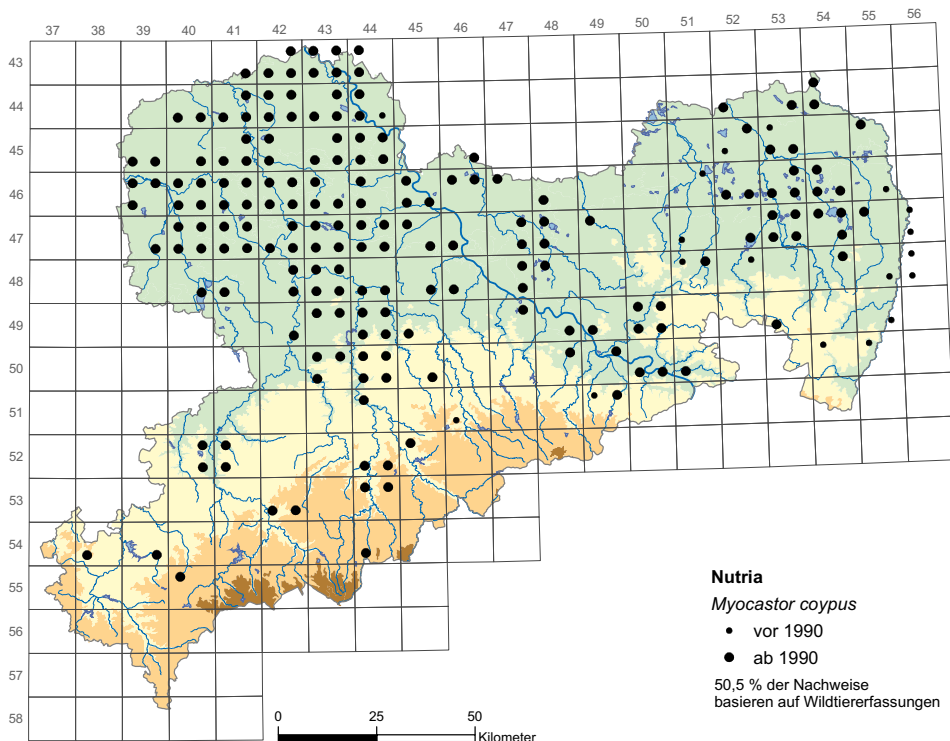 37 38 39 40 41 42 43 44 45 46 47 48 49 50 51 52 53 54 55 56
43
44
45
46
47
48
49
50
51
52
53
54
55
56
57
58
Nutria
Myocastor coypus
vor 1990
ab 1990
50,5 % der Nachweise
basieren auf Wildtiererfassungen
0 25 50
Kilometer